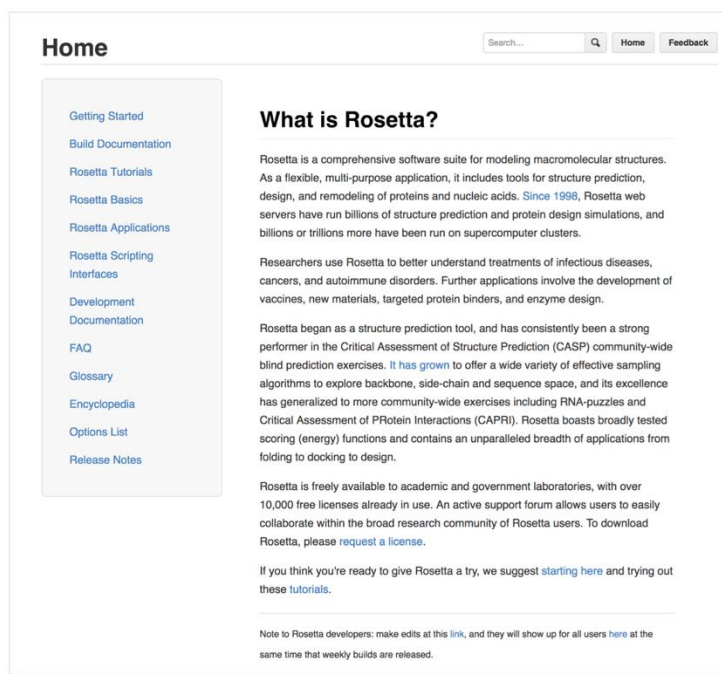 Home
Search...
Home
Feedback
Getting Started
Build Documentation
Rosetta Tutorials
Rosetta Basics
Rosetta Applications
Rosetta Scripting
Interfaces
Development
Documentation
FAQ
Glossary
Encyclopedia
Options List
Release Notes
What is Rosetta?
Rosetta is a comprehensive software suite for modeling macromolecular structures.
As a flexible, multi-purpose application, it includes tools for structure prediction,
design, and remodeling of proteins and nucleic acids. Since 1998, Rosetta web
servers have run billions of structure prediction and protein design simulations, and
billions or trillions more have been run on supercomputer clusters.
Researchers use Rosetta to better understand treatments of infectious diseases,
cancers, and autoimmune disorders. Further applications involve the development of
vaccines, new materials, targeted protein binders, and enzyme design.
Rosetta began as a structure prediction tool, and has consistently been a strong
performer in the Critical Assessment of Structure Prediction (CASP) community-wide
blind prediction exercises. It has grown to offer a wide variety of effective sampling
algorithms to explore backbone, side-chain and sequence space, and its excellence
has generalized to more community-wide exercises including RNA-puzzles and
Critical Assessment of PRotein Interactions (CAPRI). Rosetta boasts broadly tested
scoring (energy) functions and contains an unparalleled breadth of applications from
folding to docking to design.
Rosetta is freely available to academic and government laboratories, with over
10,000 free licenses already in use. An active support forum allows users to easily
collaborate within the broad research community of Rosetta users. To download
Rosetta, please request a license.
If you think you're ready to give Rosetta a try, we suggest starting here and trying out
these tutorials.
Note to Rosetta developers: make edits at this link, and they will show up for all users here at the
same time that weekly builds are released.